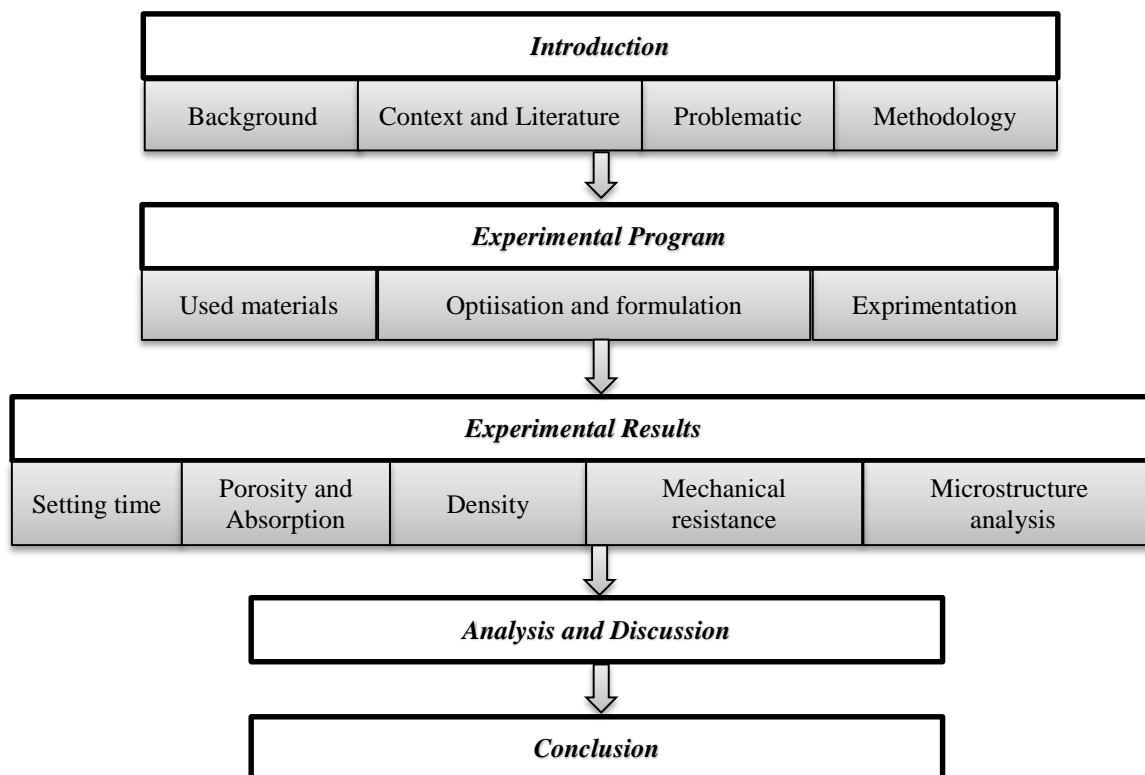 Introduction
Background
Context and Literature
Problematic
Methodology
Experimental Program
Used materials
Optiisation and formulation
Exprimentation
Experimental Results
Setting time
Porosity and
Absorption
Density
Mechanical
resistance
Microstructure
analysis
Analysis and Discussion
Conclusion